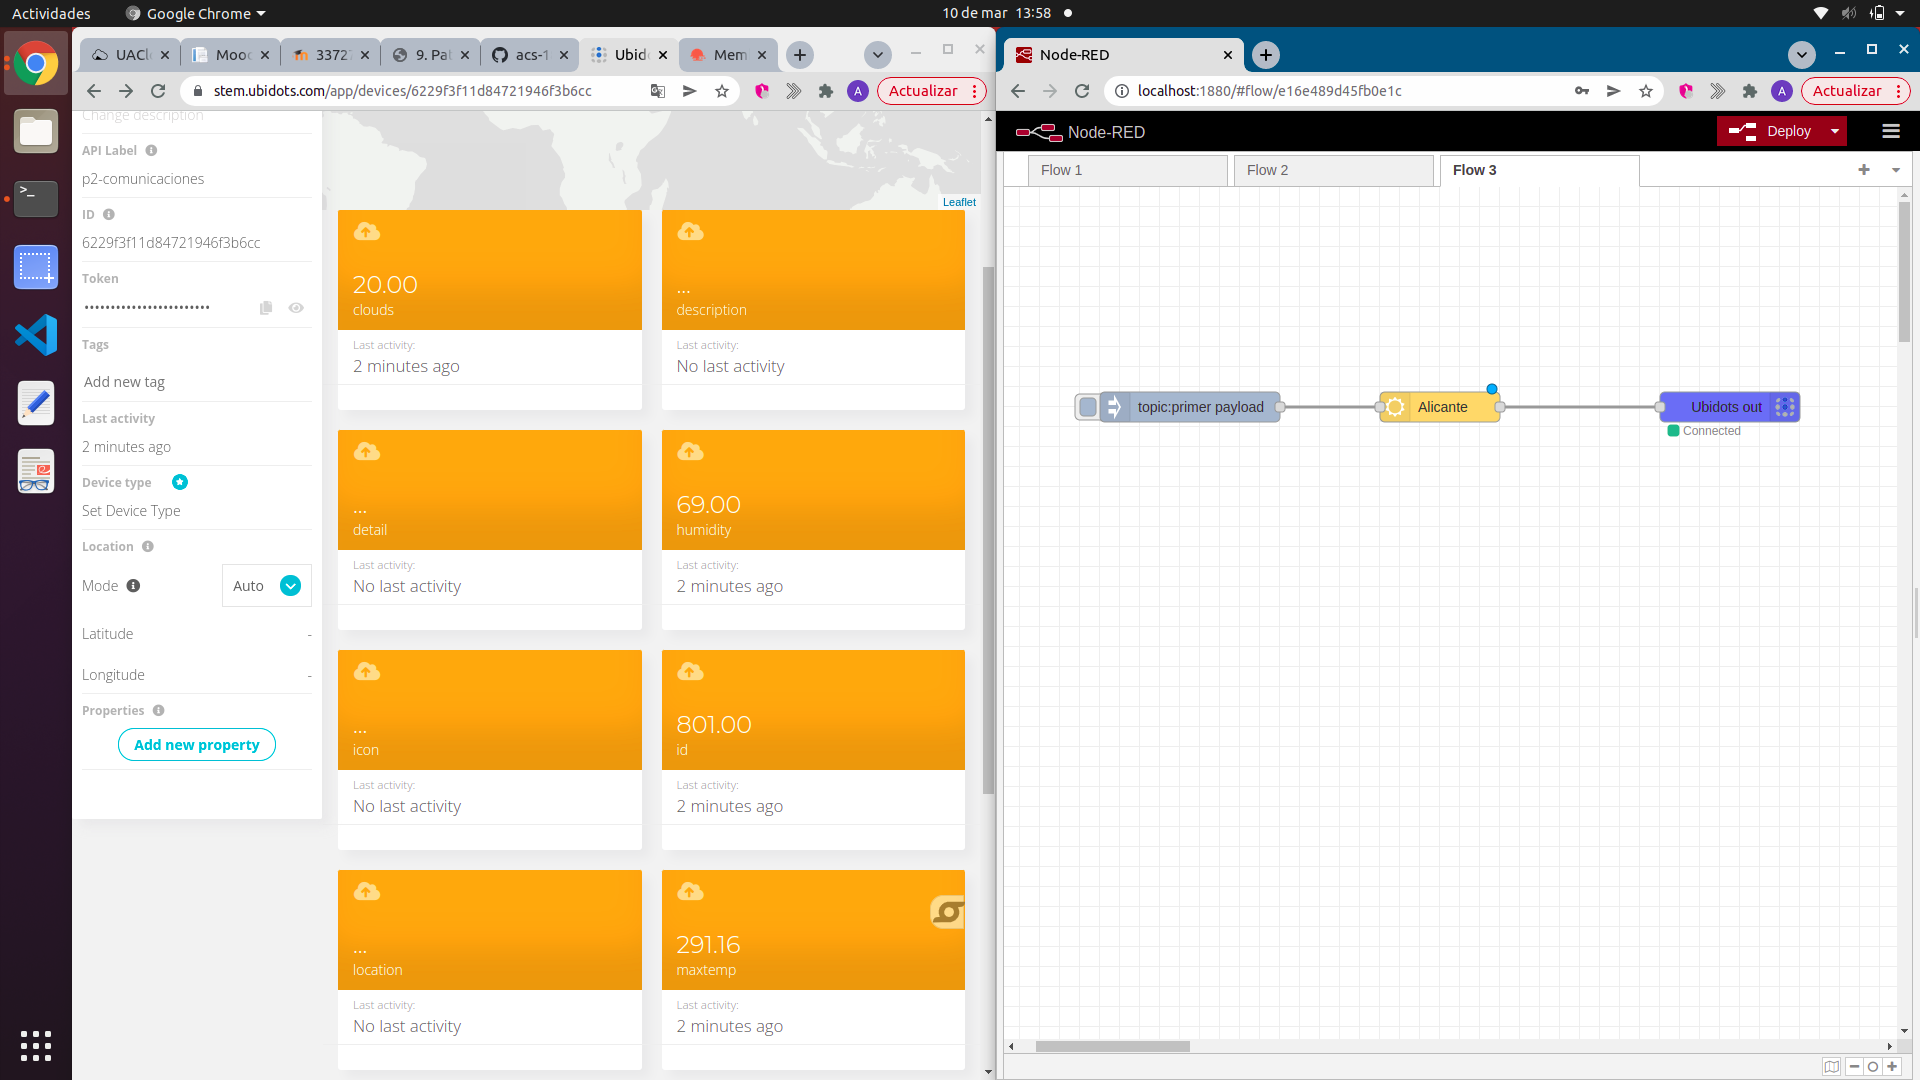 Actividades
Google Chrome
10 de mar 13:58
UACl
Mood
3372
9. Pal
acs-1
Ubid
Mem
stem.ubidots.com/app/devices/6229f3f11d84721946f3b6cc
A
Actualizar
Change description
API Label
p2-comunicaciones
ID
6229f3f11d84721946f3b6cc
Token
••••••••••••••••••••••••
Tags
Add new tag
Last activity
2 minutes ago
Device type
Set Device Type
Location
Mode
Auto
Latitude
-
Longitude
-
Properties
Add new property
Leaflet
20.00
clouds
Last activity:
2 minutes ago
...
description
Last activity:
No last activity
...
detail
Last activity:
No last activity
69.00
humidity
Last activity:
2 minutes ago
...
icon
Last activity:
No last activity
801.00
id
Last activity:
2 minutes ago
...
location
Last activity:
No last activity
291.16
maxtemp
Last activity:
2 minutes ago
Node-RED
localhost:1880/#flow/e16e489d45fb0e1c
A
Actualizar
Node-RED
Deploy
Flow 1
Flow 2
Flow 3
topic:primer payload
Alicante
Ubidots out
Connected